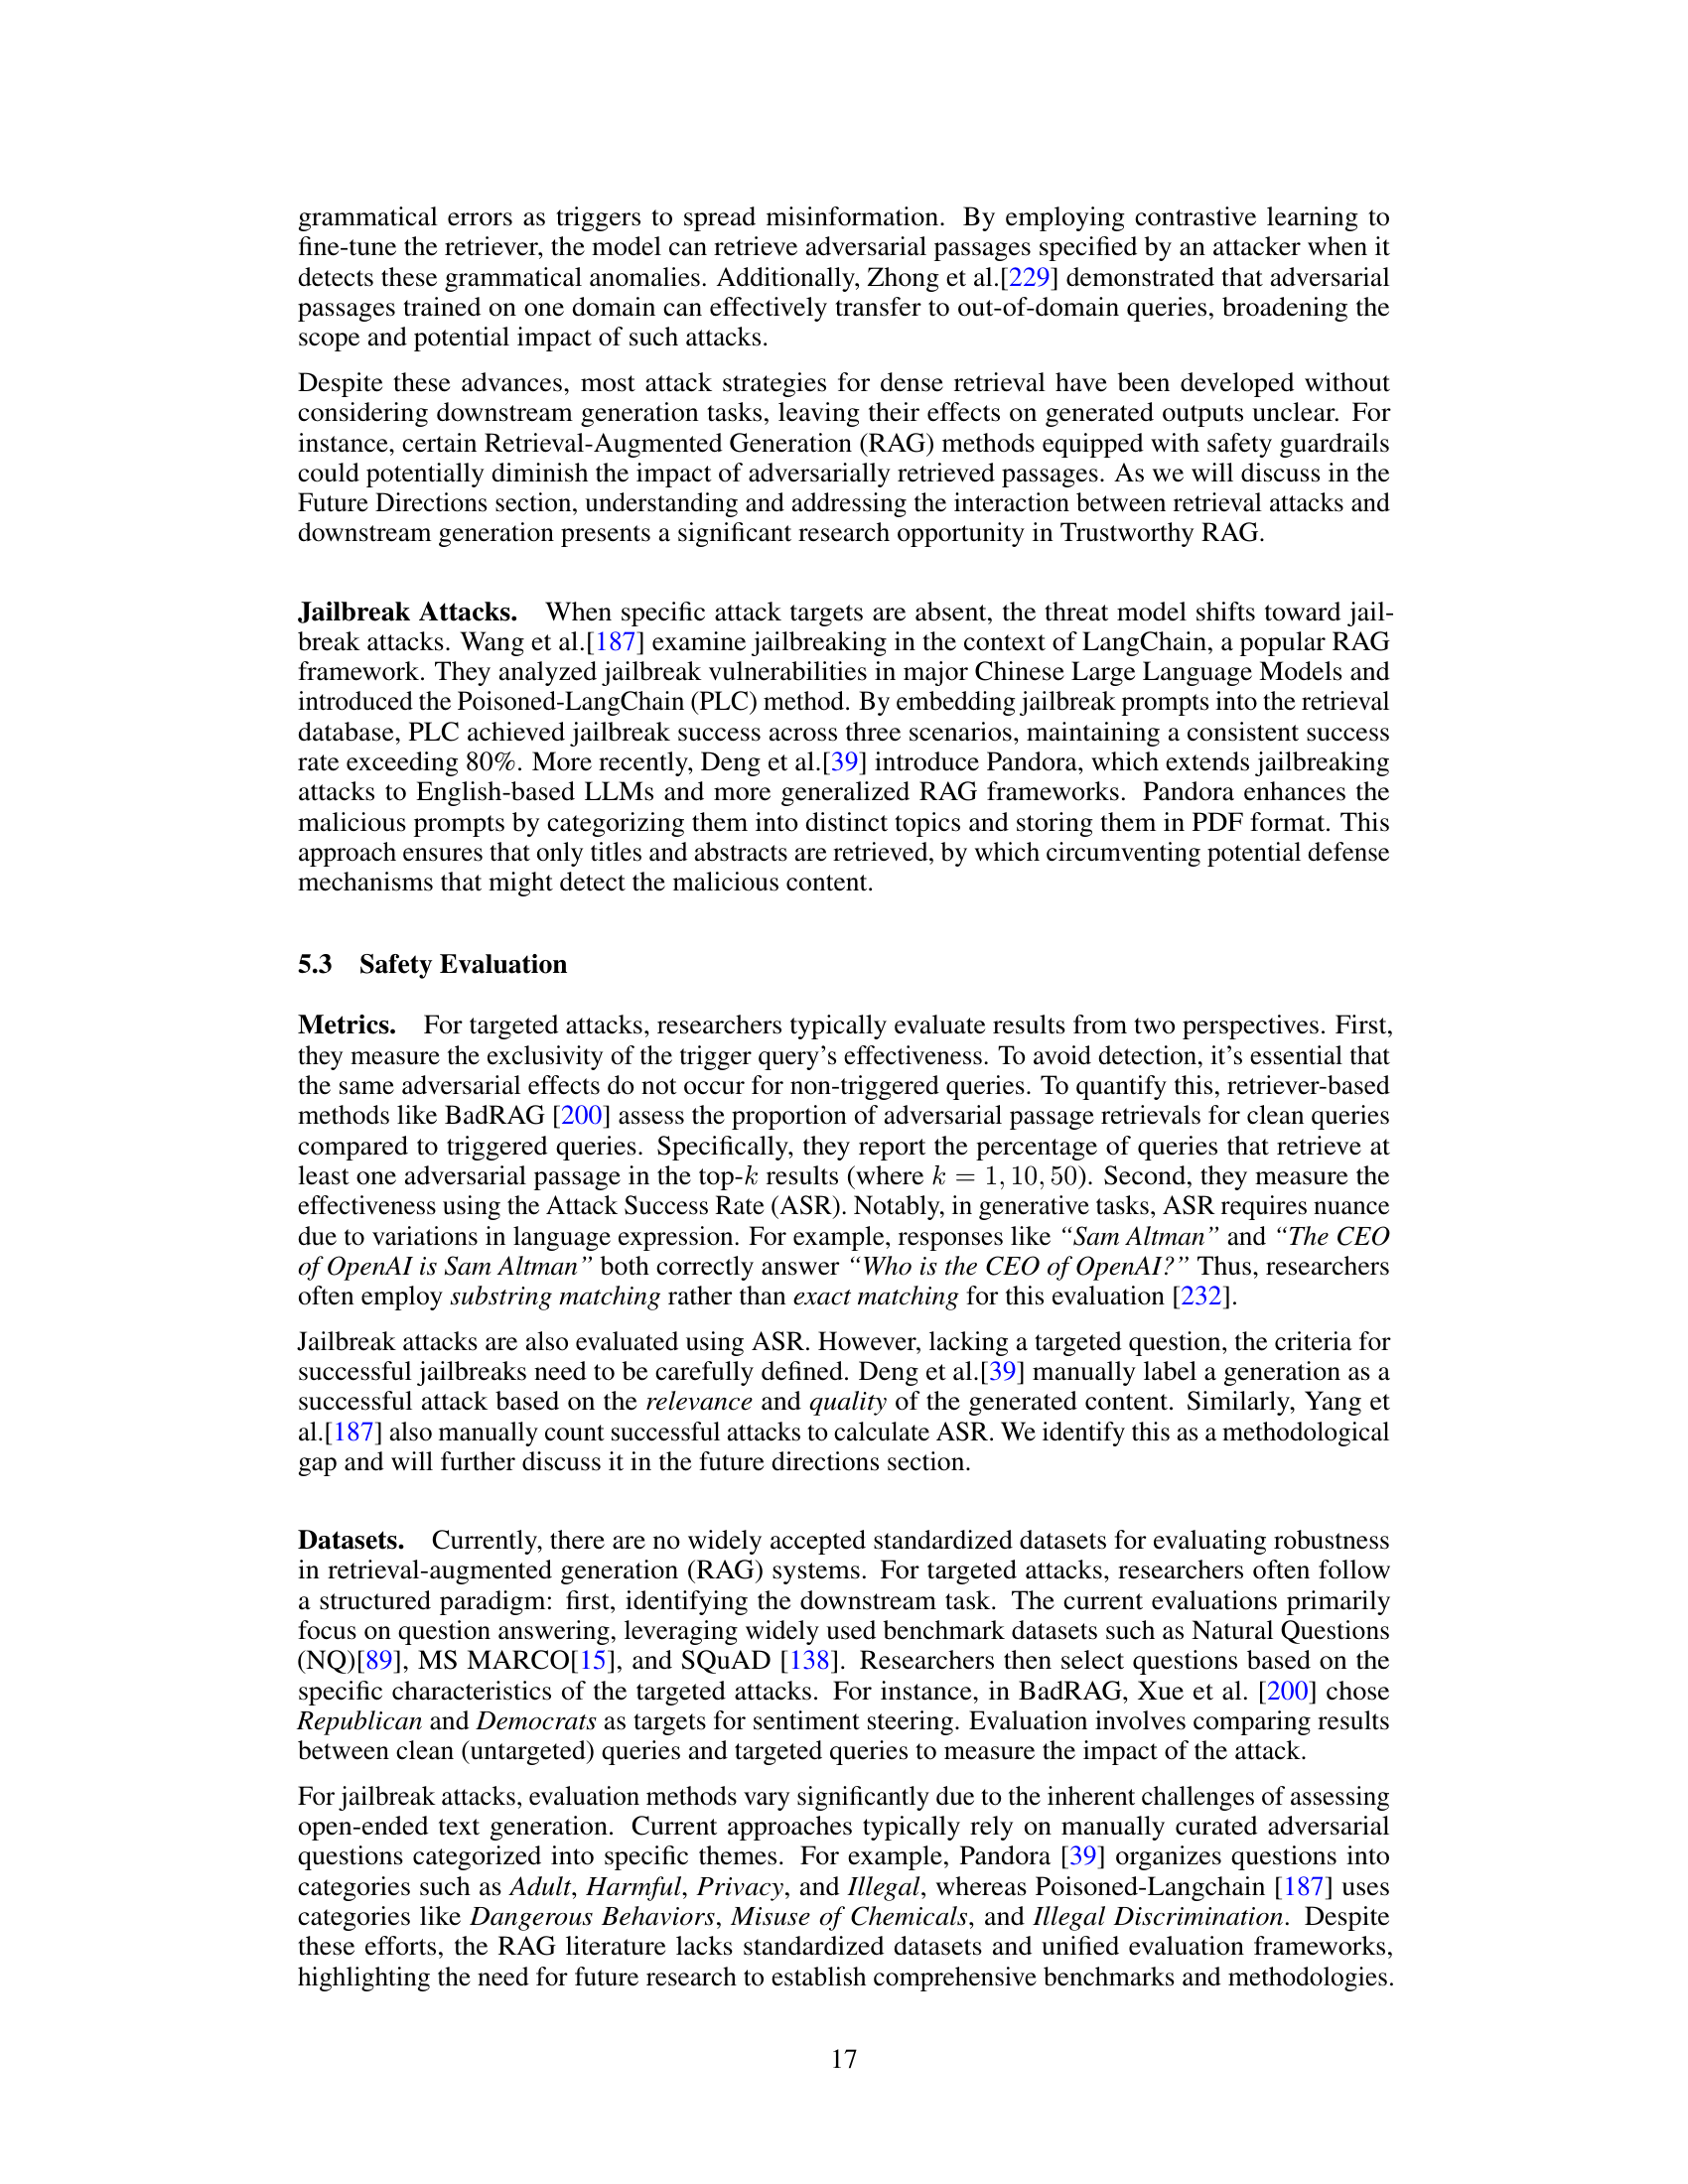 grammatical errors as triggers to spread misinformation. By employing contrastive learning to
fine-tune the retriever, the model can retrieve adversarial passages specified by an attacker when it
detects these grammatical anomalies. Additionally, Zhong et al.[229] demonstrated that adversarial
passages trained on one domain can effectively transfer to out-of-domain queries, broadening the
scope and potential impact of such attacks.
Despite these advances, most attack strategies for dense retrieval have been developed without
considering downstream generation tasks, leaving their effects on generated outputs unclear. For
instance, certain Retrieval-Augmented Generation (RAG) methods equipped with safety guardrails
could potentially diminish the impact of adversarially retrieved passages. As we will discuss in the
Future Directions section, understanding and addressing the interaction between retrieval attacks and
downstream generation presents a significant research opportunity in Trustworthy RAG.
Jailbreak Attacks. When specific attack targets are absent, the threat model shifts toward jail-
break attacks. Wang et al.[187] examine jailbreaking in the context of LangChain, a popular RAG
framework. They analyzed jailbreak vulnerabilities in major Chinese Large Language Models and
introduced the Poisoned-LangChain (PLC) method. By embedding jailbreak prompts into the retrieval
database, PLC achieved jailbreak success across three scenarios, maintaining a consistent success
rate exceeding 80%. More recently, Deng et al.[39] introduce Pandora, which extends jailbreaking
attacks to English-based LLMs and more generalized RAG frameworks. Pandora enhances the
malicious prompts by categorizing them into distinct topics and storing them in PDF format. This
approach ensures that only titles and abstracts are retrieved, by which circumventing potential defense
mechanisms that might detect the malicious content.
5.3 Safety Evaluation
Metrics. For targeted attacks, researchers typically evaluate results from two perspectives. First,
they measure the exclusivity of the trigger query's effectiveness. To avoid detection, it's essential that
the same adversarial effects do not occur for non-triggered queries. To quantify this, retriever-based
methods like BadRAG [200] assess the proportion of adversarial passage retrievals for clean queries
compared to triggered queries. Specifically, they report the percentage of queries that retrieve at
least one adversarial passage in the top-k results (where k = 1, 10, 50). Second, they measure the
effectiveness using the Attack Success Rate (ASR). Notably, in generative tasks, ASR requires nuance
due to variations in language expression. For example, responses like “Sam Altman” and “The CEO
of OpenAI is Sam Altman” both correctly answer “Who is the CEO of OpenAI?” Thus, researchers
often employ substring matching rather than exact matching for this evaluation [232].
Jailbreak attacks are also evaluated using ASR. However, lacking a targeted question, the criteria for
successful jailbreaks need to be carefully defined. Deng et al.[39] manually label a generation as a
successful attack based on the relevance and quality of the generated content. Similarly, Yang et
al.[187] also manually count successful attacks to calculate ASR. We identify this as a methodological
gap and will further discuss it in the future directions section.
Datasets. Currently, there are no widely accepted standardized datasets for evaluating robustness
in retrieval-augmented generation (RAG) systems. For targeted attacks, researchers often follow
a structured paradigm: first, identifying the downstream task. The current evaluations primarily
focus on question answering, leveraging widely used benchmark datasets such as Natural Questions
(NQ)[89], MS MARCO[15], and SQuAD [138]. Researchers then select questions based on the
specific characteristics of the targeted attacks. For instance, in BadRAG, Xue et al. [200] chose
Republican and Democrats as targets for sentiment steering. Evaluation involves comparing results
between clean (untargeted) queries and targeted queries to measure the impact of the attack.
For jailbreak attacks, evaluation methods vary significantly due to the inherent challenges of assessing
open-ended text generation. Current approaches typically rely on manually curated adversarial
questions categorized into specific themes. For example, Pandora [39] organizes questions into
categories such as Adult, Harmful, Privacy, and Illegal, whereas Poisoned-Langchain [187] uses
categories like Dangerous Behaviors, Misuse of Chemicals, and Illegal Discrimination. Despite
these efforts, the RAG literature lacks standardized datasets and unified evaluation frameworks,
highlighting the need for future research to establish comprehensive benchmarks and methodologies.
17